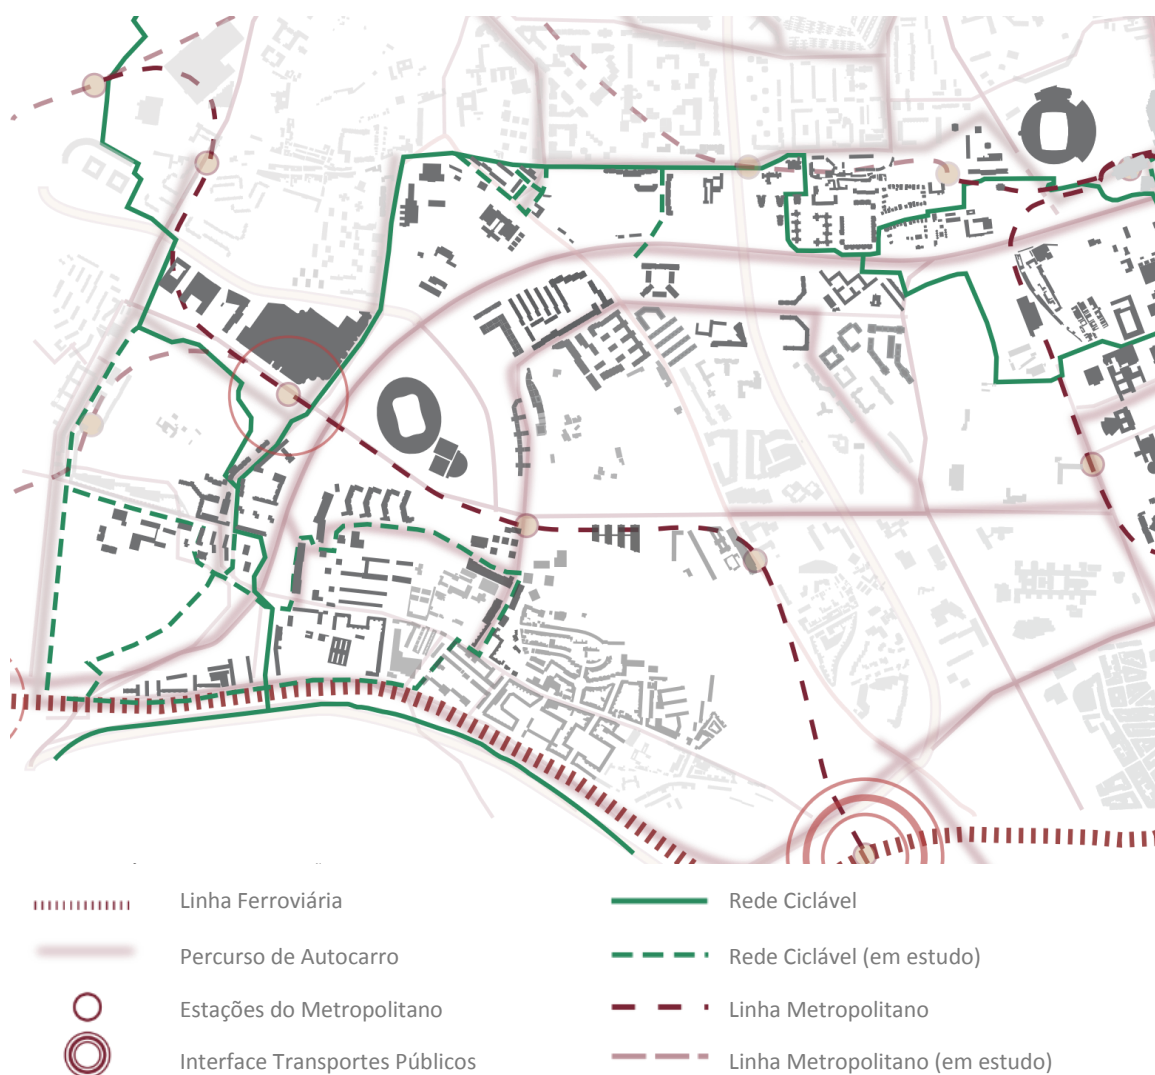 Linha Ferroviária
Percurso de Autocarro
Estações do Metropolitano
Interface Transportes Públicos
Rede Ciclável
Rede Ciclável (em estudo)
Linha Metropolitano
Linha Metropolitano (em estudo)